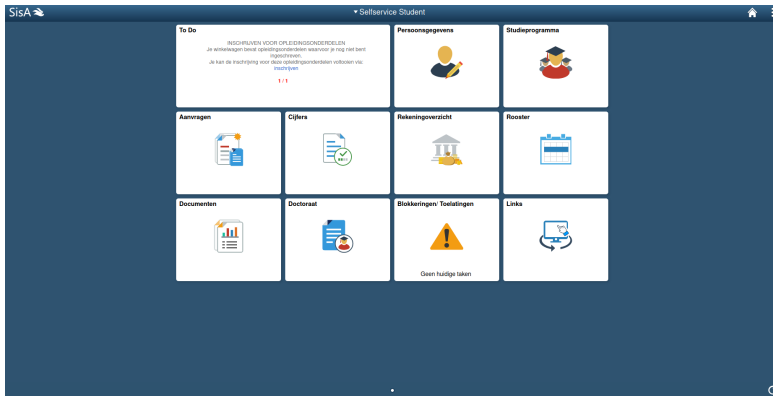 SisA
Selfservice Student
To Do
INSCHRIJVEN VOOR OPLEIDINGSONDERDELEN
Je winkelwagen bevat opleidingsonderdelen waarvoor je nog niet bent
ingeschreven.
Je kan de inschrijving voor deze opleidingsonderdelen voltooien via:
Inschrijven
1 / 1
Persoonsgegevens
Studieprogramma
Aanvragen
Cijfers
Rekeningoverzicht
Rooster
Documenten
Doctoraat
Blokkeringen/ Toelatingen
Geen huidige taken
Links